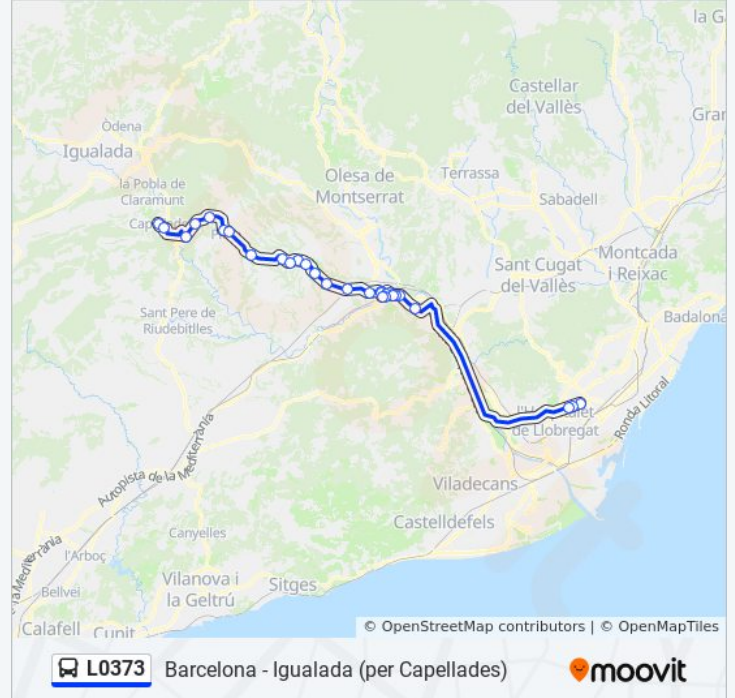 la G
Castellar
del Vallès
Gran
Òdena
Igualada
Olesa de
Montserrat
Terrassa
la Pobla de
Claramunt
Sabadell
Sant Cugat
del Vallès
Montcada
i Reixac
Sant Pere de
Riudebitlles
Badalona
de Llobregat
Ronda Litoral
Viladecans
Castelldefels
Autopista de la Mediterrània
Canyelles
l'Arboç
Bellvei
Vilanova i
la Geltrú
Sitges
Calafell
Cunit
© OpenStreetMap contributors | © OpenMapTiles
L0373
Barcelona - Igualada (per Capellades)
moovit